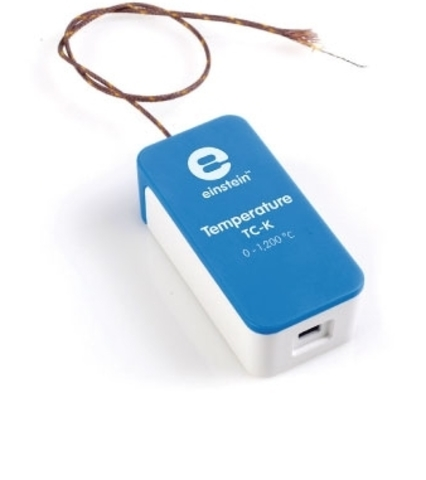 e
einstein™
Temperature
TC-K
0 - 1,200 °C